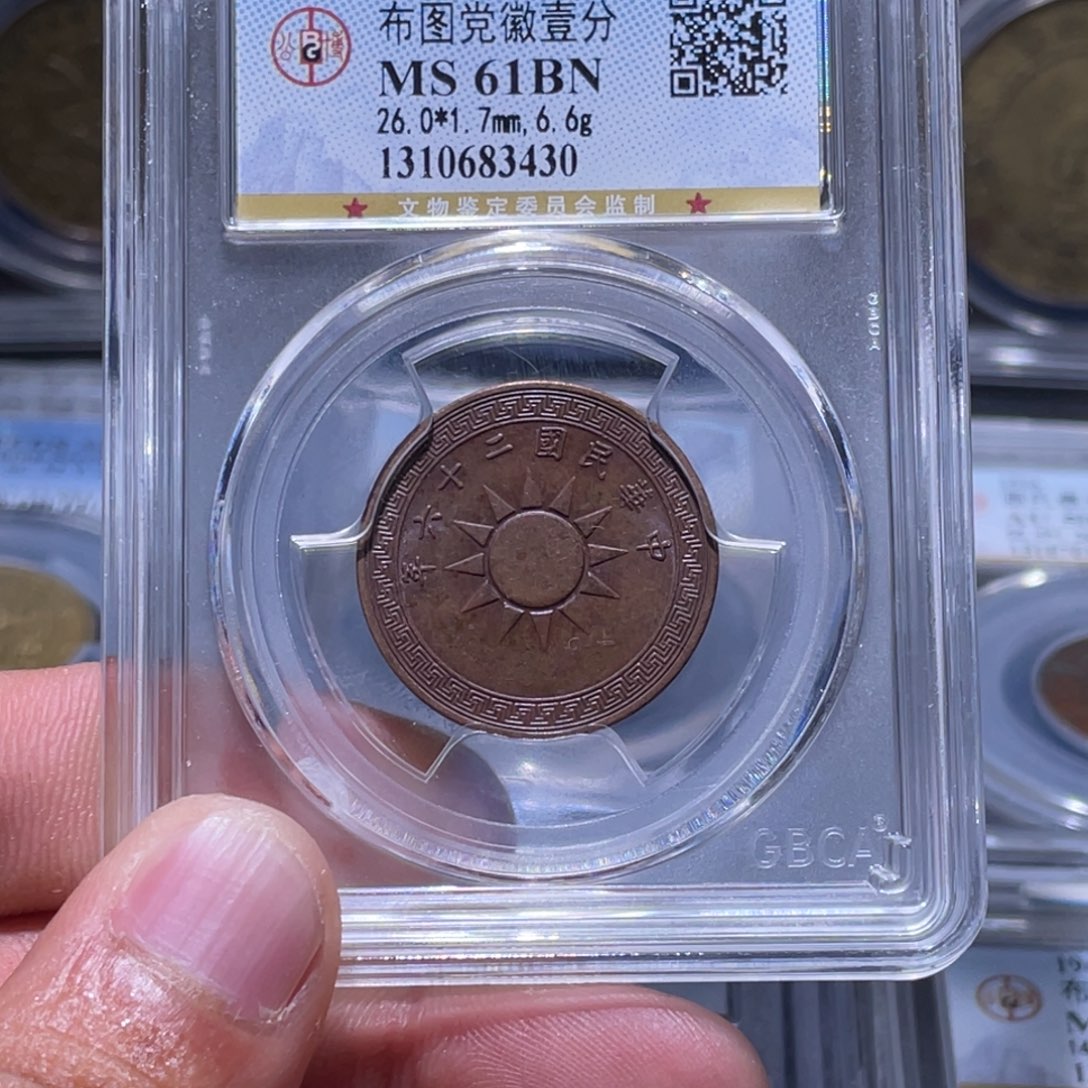 布图党徽壹分
MS 61BN
26.0*1.7mm,6.6g
1310683430
★ 文物鉴定委员会监制 ★
中華民國二十六年
GBCA